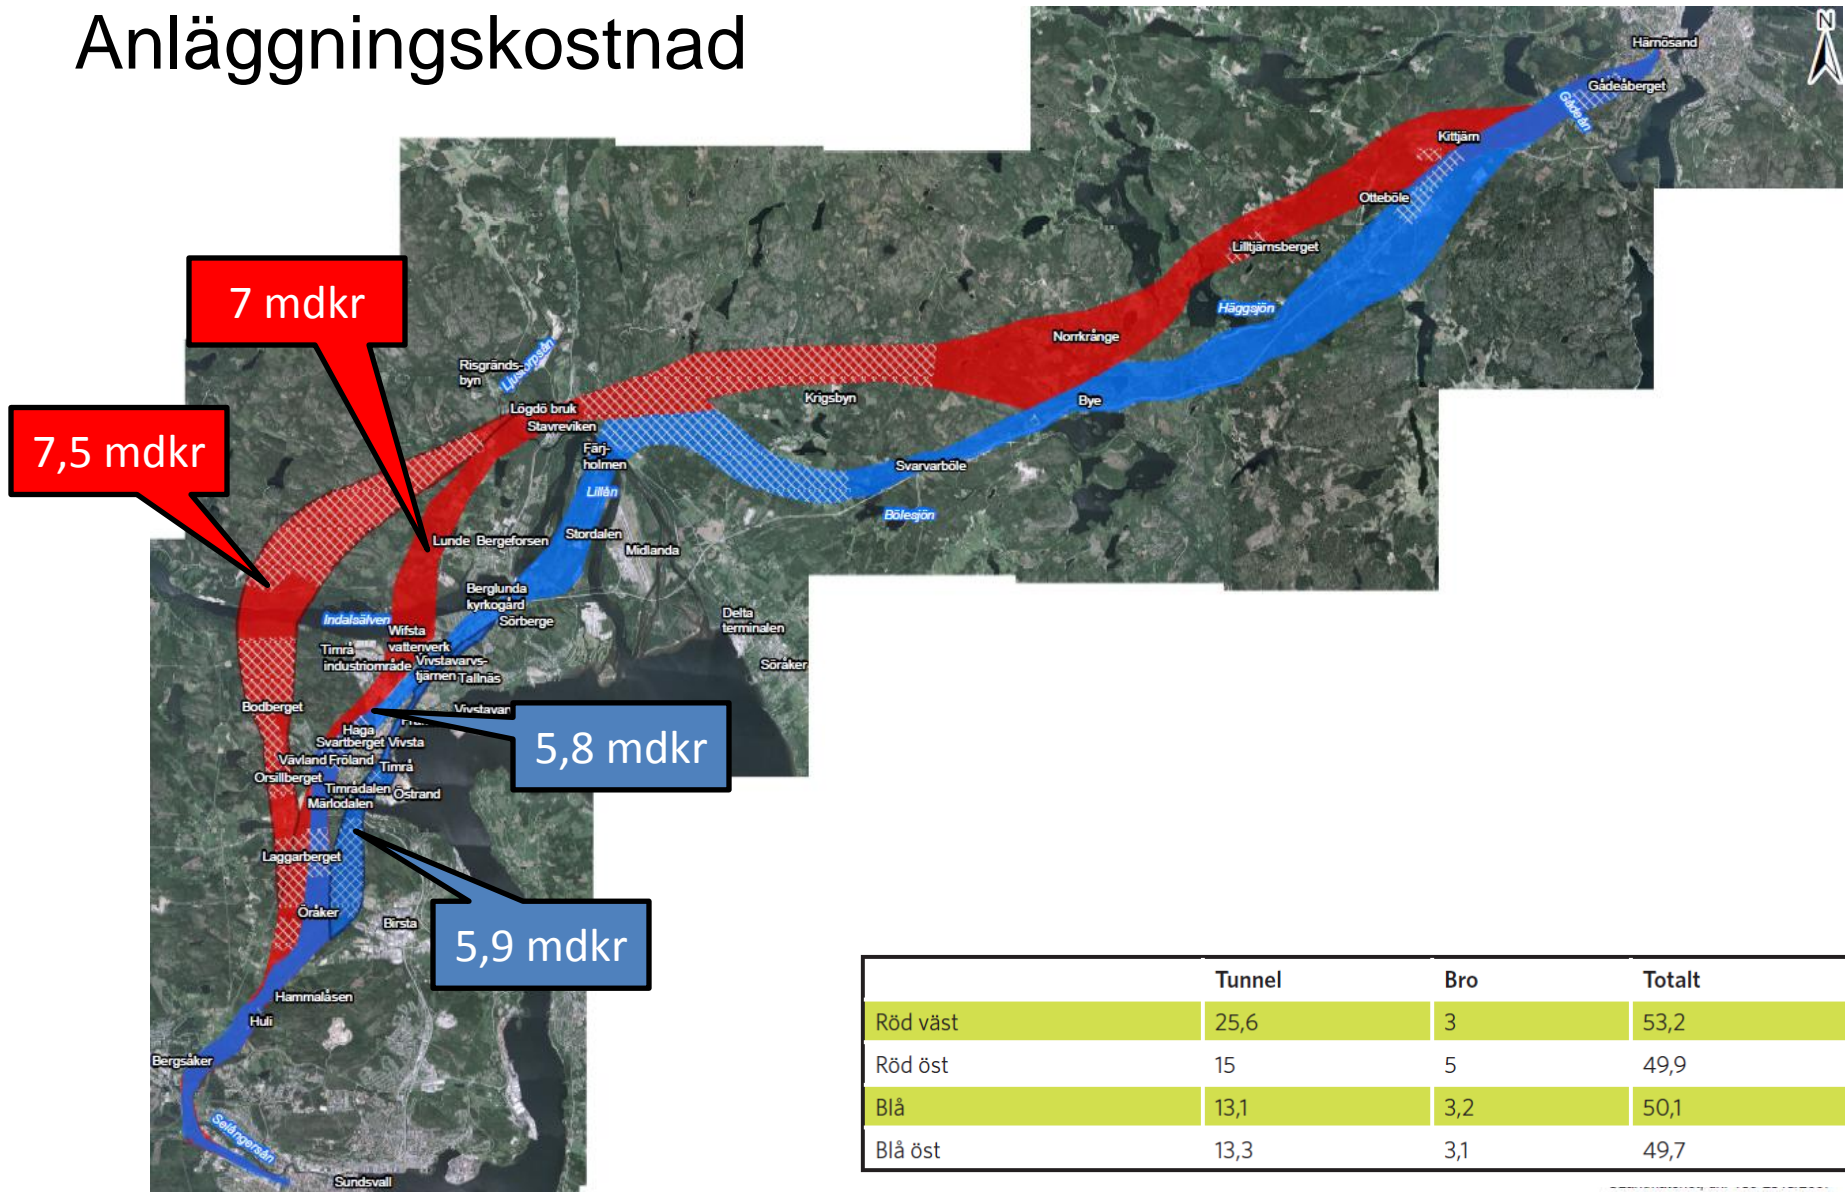 Anläggningskostnad
N
Härnösand
Gådeåberget
Gådeån
Kittjärn
Otteböle
Lilltjärnsberget
Häggsjön
7 mdkr
Norrkrånge
Risgränds-
byn
Ljustorpsån
Krigsbyn
Bye
Lögdö bruk
Stavreviken
7,5 mdkr
Färj-
holmen
Svarvarböle
Lillån
Bölesjön
Stordalen
Lunde
Bergeforsen
Midlanda
Berglunda
kyrkogård
Sörberge
Indalsälven
Delta
terminalen
Wifsta
vattenverk
Timrå
industriområde
Vivstavarvs-
tjärnen
Tallnäs
Söråker
Bodberget
Vivstavar
Haga
Svartberget
Vivsta
5,8 mdkr
Vävland
Fröland
Timrå
Orsillberget
Timrådalen
Östrand
Märlodalen
Laggarberget
Öråker
Birsta
5,9 mdkr
Hammalåsen
Huli
Bergsåker
Selångersån
Sundsvall
Tunnel Bro Totalt
Röd väst 25,6 3 53,2
Röd öst 15 5 49,9
Blå 13,1 3,2 50,1
Blå öst 13,3 3,1 49,7